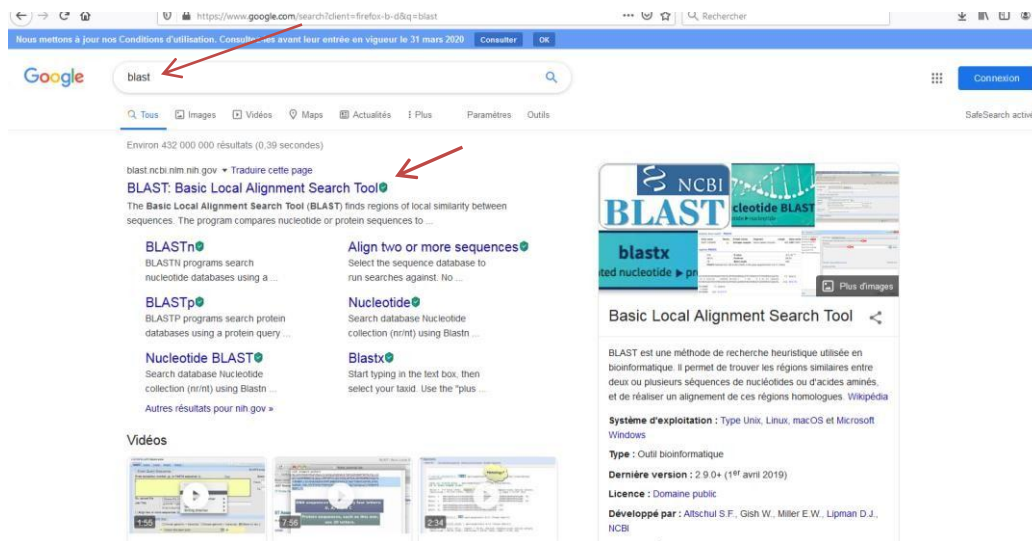 https://www.google.com/search?client=firefox-b-d&q=blast
Rechercher
Nous mettons à jour nos Conditions d'utilisation. Consultez-les avant leur entrée en vigueur le 31 mars 2020 Consulter OK
Google
blast
Connexion
Tous Images Vidéos Maps Actualités Plus Paramètres Outils
SafeSearch activé
Environ 432 000 000 résultats (0,39 secondes)
blast.ncbi.nlm.nih.gov Traduire cette page
BLAST: Basic Local Alignment Search Tool
The Basic Local Alignment Search Tool (BLAST) finds regions of local similarity between
sequences. The program compares nucleotide or protein sequences to ...
BLASTn
BLASTN programs search
nucleotide databases using a ...
Align two or more sequences
Select the sequence database to
run searches against. No ...
BLASTp
BLASTP programs search protein
databases using a protein query ...
Nucleotide
Search database Nucleotide
collection (nr/nt) using Blastn ...
Nucleotide BLAST
Search database Nucleotide
collection (nr/nt) using Blastn ...
Blastx
Start typing in the text box, then
select your taxid. Use the "plus ...
Autres résultats pour nih.gov »
Vidéos
1:55
7:56
2:34
NCBI
BLAST
cleotide BLAST
blastx
ted nucleotide ► pr
Plus d'images
Basic Local Alignment Search Tool
BLAST est une méthode de recherche heuristique utilisée en
bioinformatique. Il permet de trouver les régions similaires entre
deux ou plusieurs séquences de nucléotides ou d'acides aminés,
et de réaliser un alignement de ces régions homologues. Wikipédia
Système d'exploitation : Type Unix, Linux, macOS et Microsoft
Windows
Type : Outil bioinformatique
Dernière version : 2.9.0+ (1er avril 2019)
Licence : Domaine public
Développé par : Altschul S.F., Gish W., Miller E.W., Lipman D.J.,
NCBI